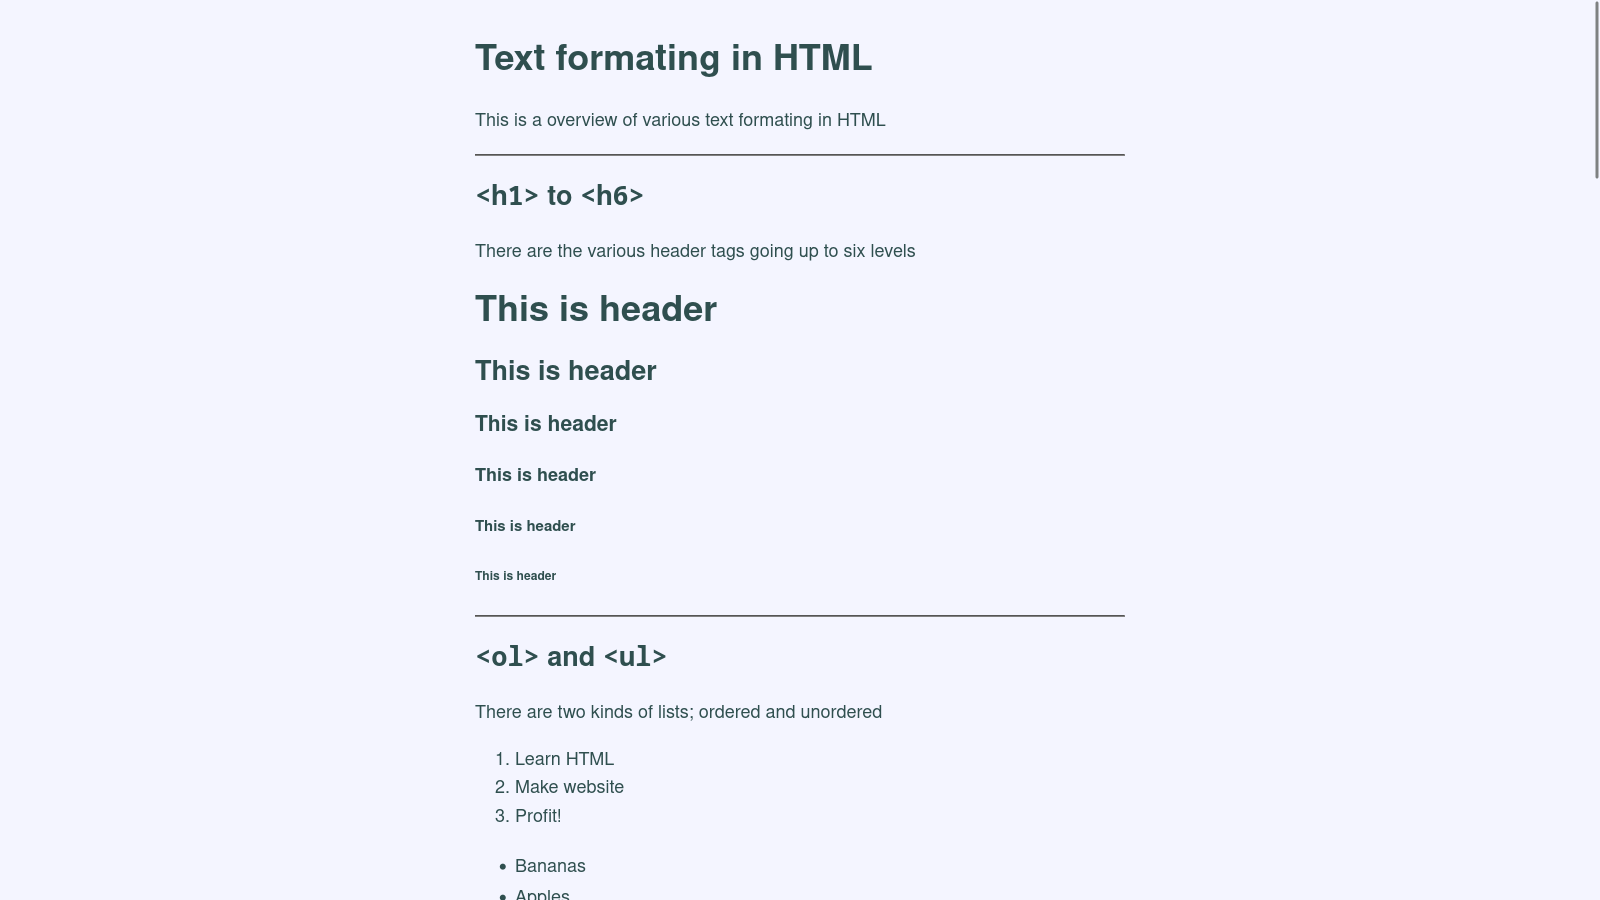 Text formating in HTML
This is a overview of various text formating in HTML
<h1> to <h6>
There are the various header tags going up to six levels
This is header
This is header
This is header
This is header
This is header
This is header
<ol> and <ul>
There are two kinds of lists; ordered and unordered
1. Learn HTML
2. Make website
3. Profit!
• Bananas
• Apples